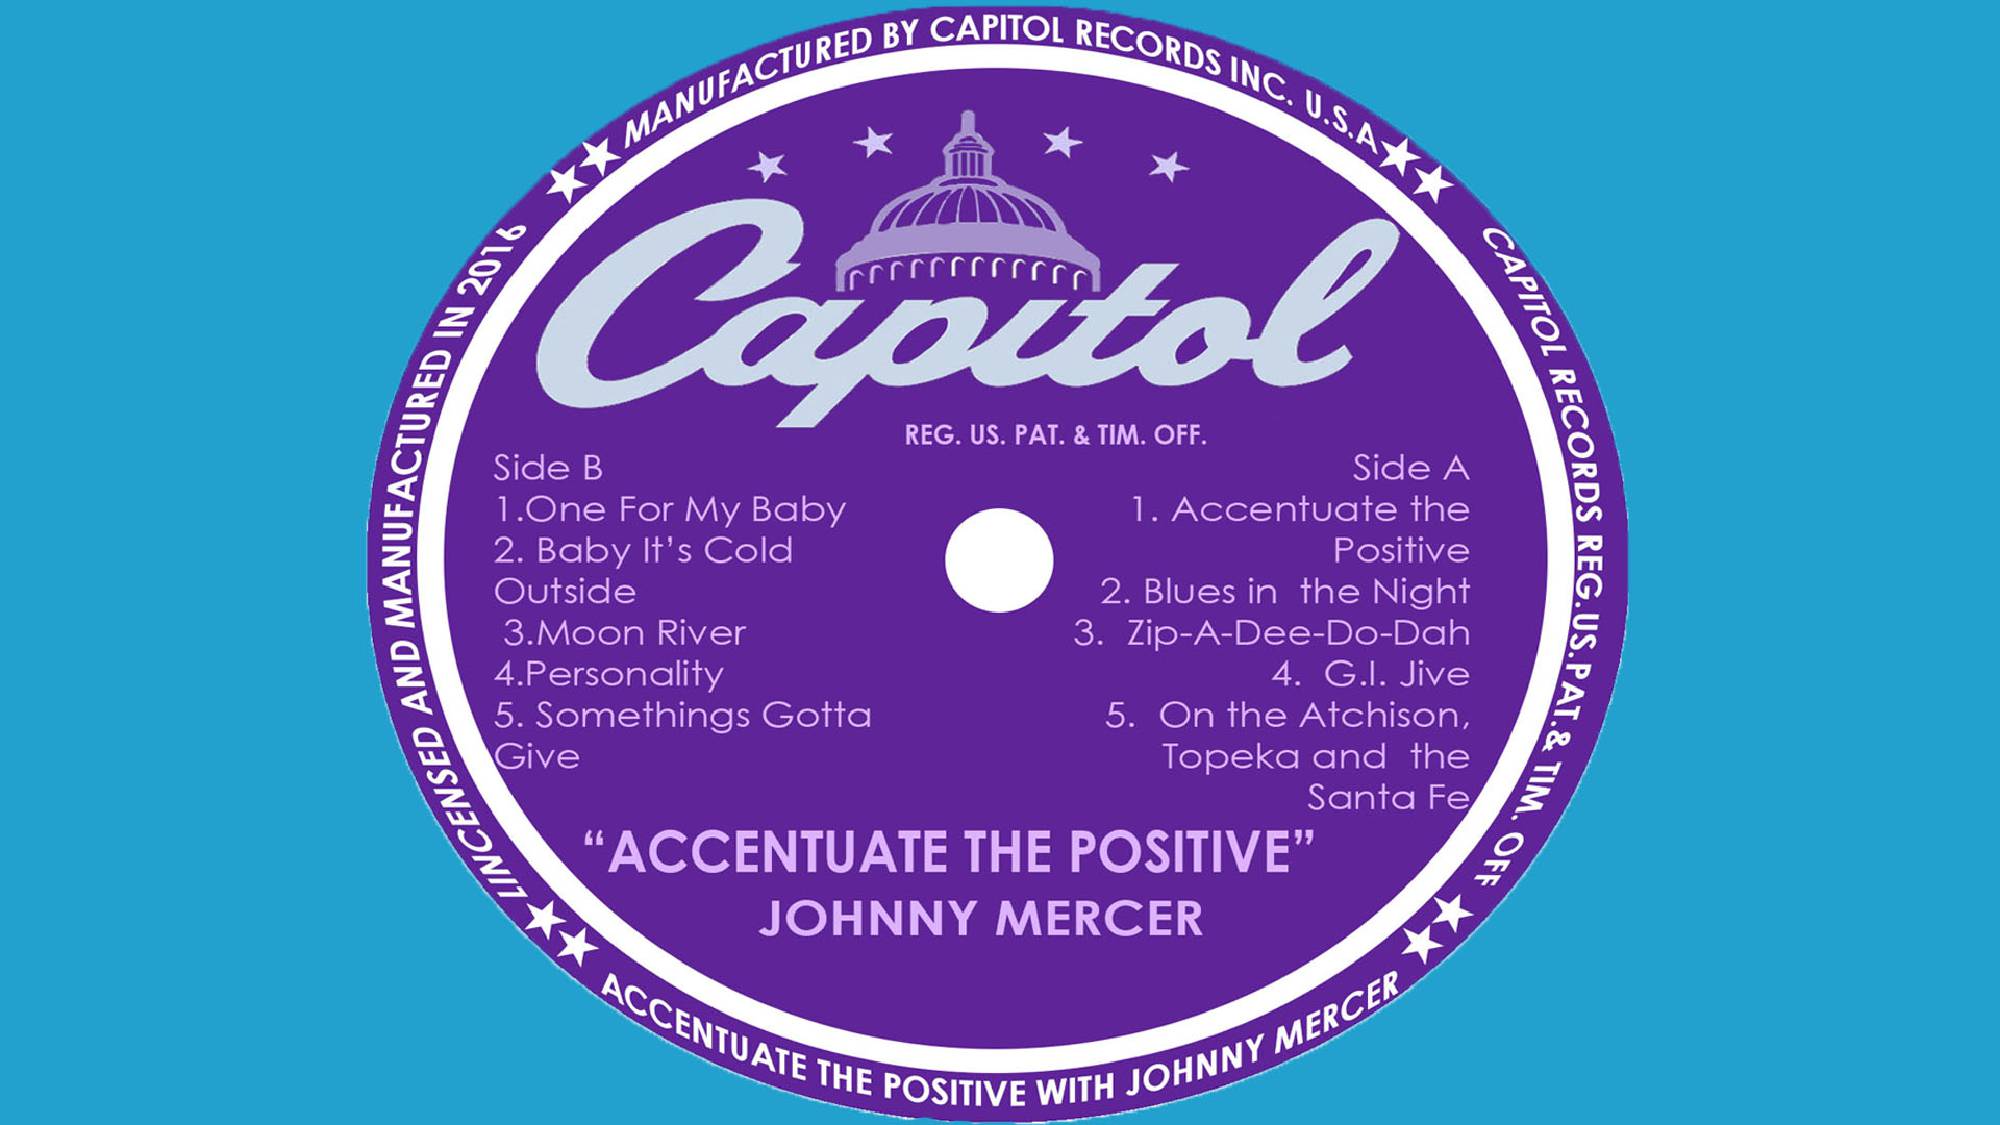 MANUFACTURED BY CAPITOL RECORDS INC. U.S.A
CAPITOL RECORDS REG.US.PAT.& TIM. OFF
LINCENSED AND MANUFACTURED IN 2016
Capitol
REG. US. PAT. & TIM. OFF.
Side B
1.One For My Baby
2. Baby It's Cold
Outside
3.Moon River
4.Personality
5. Somethings Gotta
Give
Side A
1. Accentuate the
Positive
2. Blues in the Night
3. Zip-A-Dee-Do-Dah
4. G.I. Jive
5. On the Atchison,
Topeka and the
Santa Fe
“ACCENTUATE THE POSITIVE”
JOHNNY MERCER
ACCENTUATE THE POSITIVE WITH JOHNNY MERCER